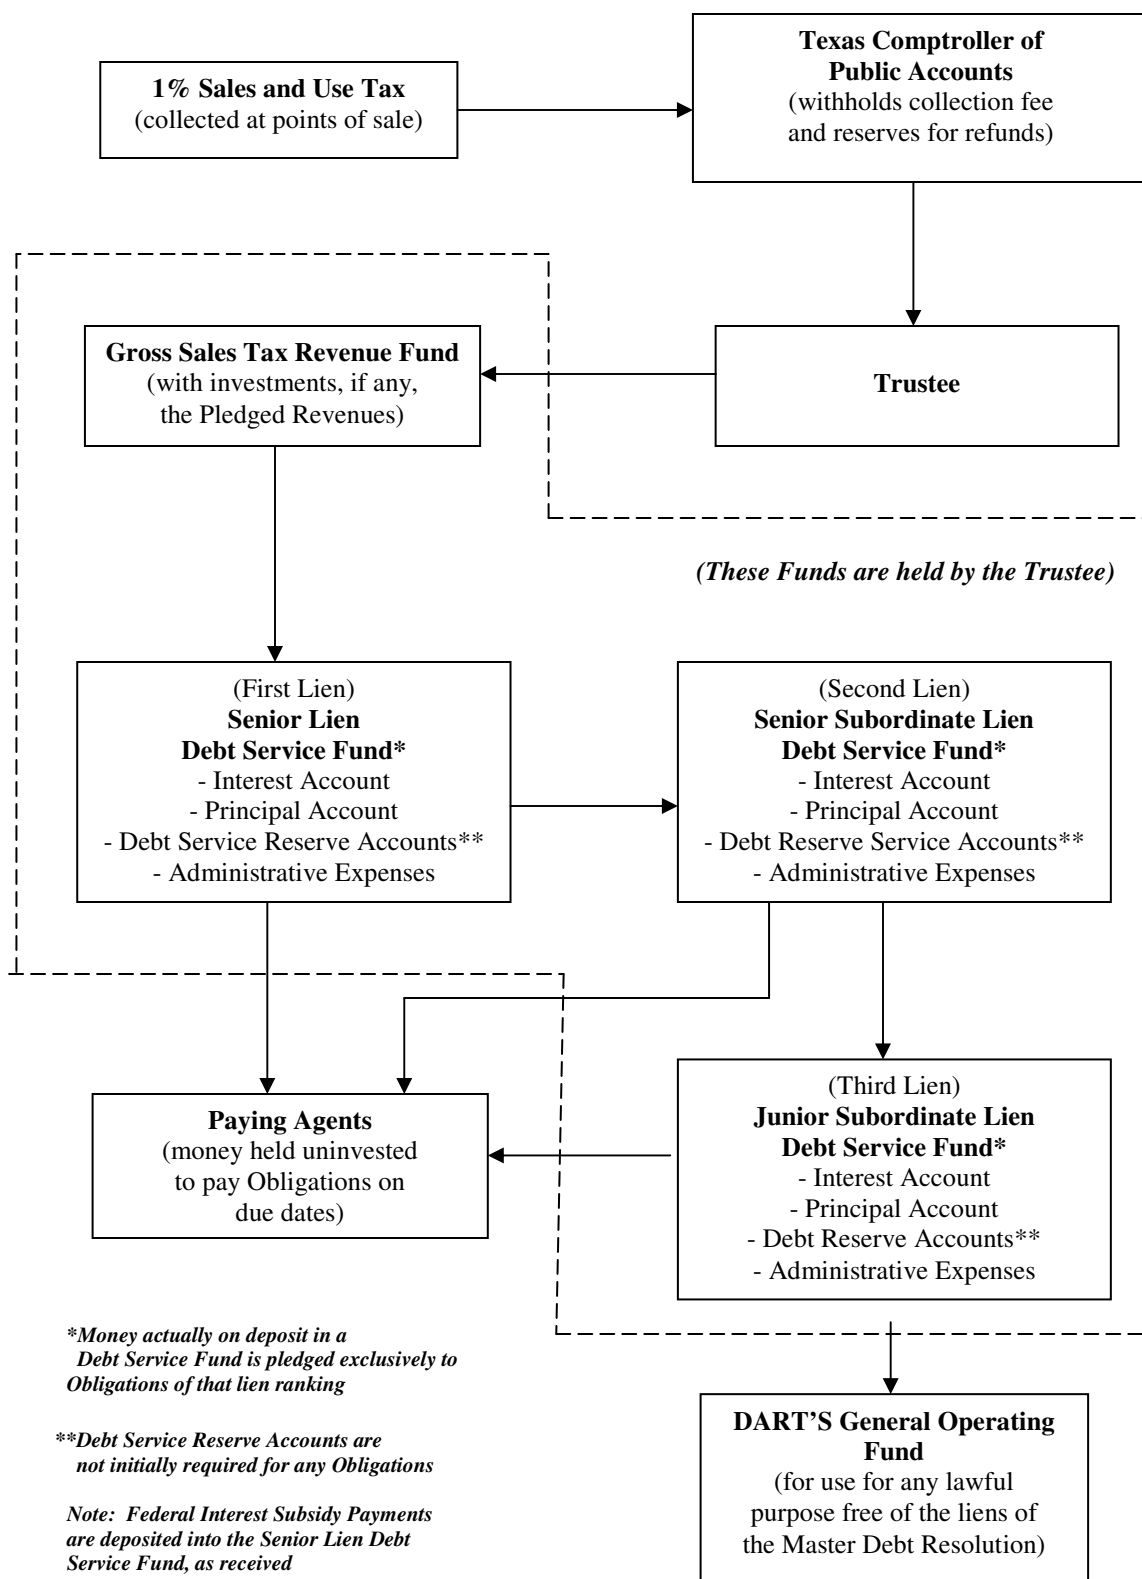 1% Sales and Use Tax
(collected at points of sale)
Texas Comptroller of
Public Accounts
(withholds collection fee
and reserves for refunds)
Gross Sales Tax Revenue Fund
(with investments, if any,
the Pledged Revenues)
Trustee
(These Funds are held by the Trustee)
(First Lien)
Senior Lien
Debt Service Fund*
- Interest Account
- Principal Account
- Debt Service Reserve Accounts**
- Administrative Expenses
(Second Lien)
Senior Subordinate Lien
Debt Service Fund*
- Interest Account
- Principal Account
- Debt Reserve Service Accounts**
- Administrative Expenses
Paying Agents
(money held uninvested
to pay Obligations on
due dates)
(Third Lien)
Junior Subordinate Lien
Debt Service Fund*
- Interest Account
- Principal Account
- Debt Reserve Accounts**
- Administrative Expenses
*Money actually on deposit in a
Debt Service Fund is pledged exclusively to
Obligations of that lien ranking
**Debt Service Reserve Accounts are
not initially required for any Obligations
Note: Federal Interest Subsidy Payments
are deposited into the Senior Lien Debt
Service Fund, as received
DART'S General Operating
Fund
(for use for any lawful
purpose free of the liens of
the Master Debt Resolution)